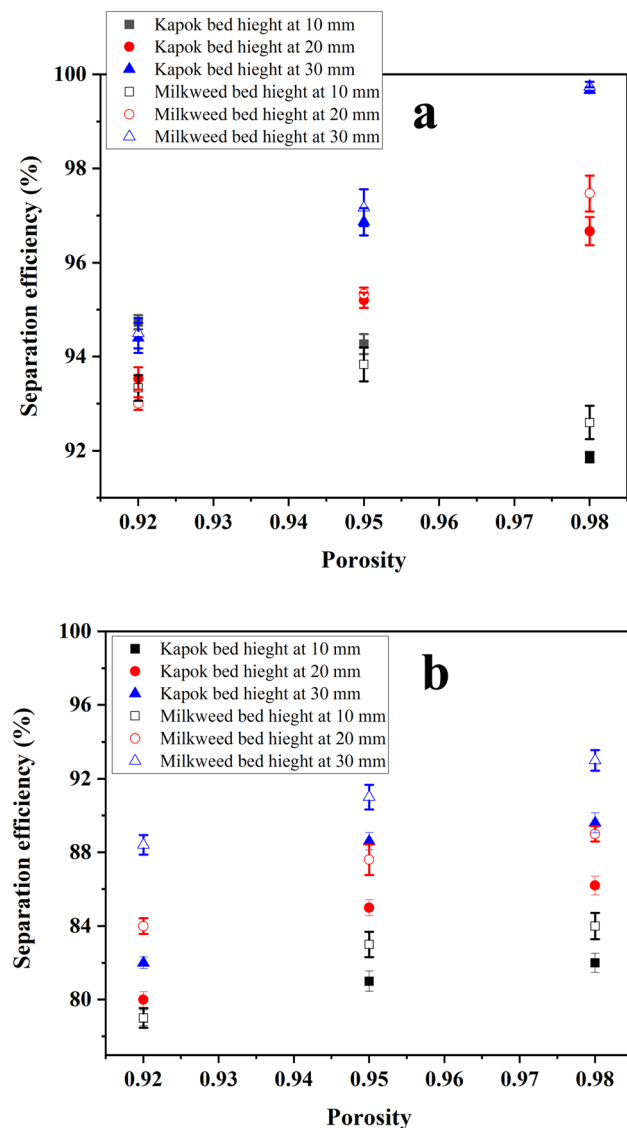 Kapok bed hieght at 10 mm
Kapok bed hieght at 20 mm
Kapok bed hieght at 30 mm
Milkweed bed hieght at 10 mm
Milkweed bed hieght at 20 mm
Milkweed bed hieght at 30 mm
a
100
98
96
94
92
Separation efficiency (%)
0.92 0.93 0.94 0.95 0.96 0.97 0.98
Porosity
Kapok bed hieght at 10 mm
Kapok bed hieght at 20 mm
Kapok bed hieght at 30 mm
Milkweed bed hieght at 10 mm
Milkweed bed hieght at 20 mm
Milkweed bed hieght at 30 mm
b
100
96
92
88
84
80
Separation efficiency (%)
0.92 0.93 0.94 0.95 0.96 0.97 0.98
Porosity